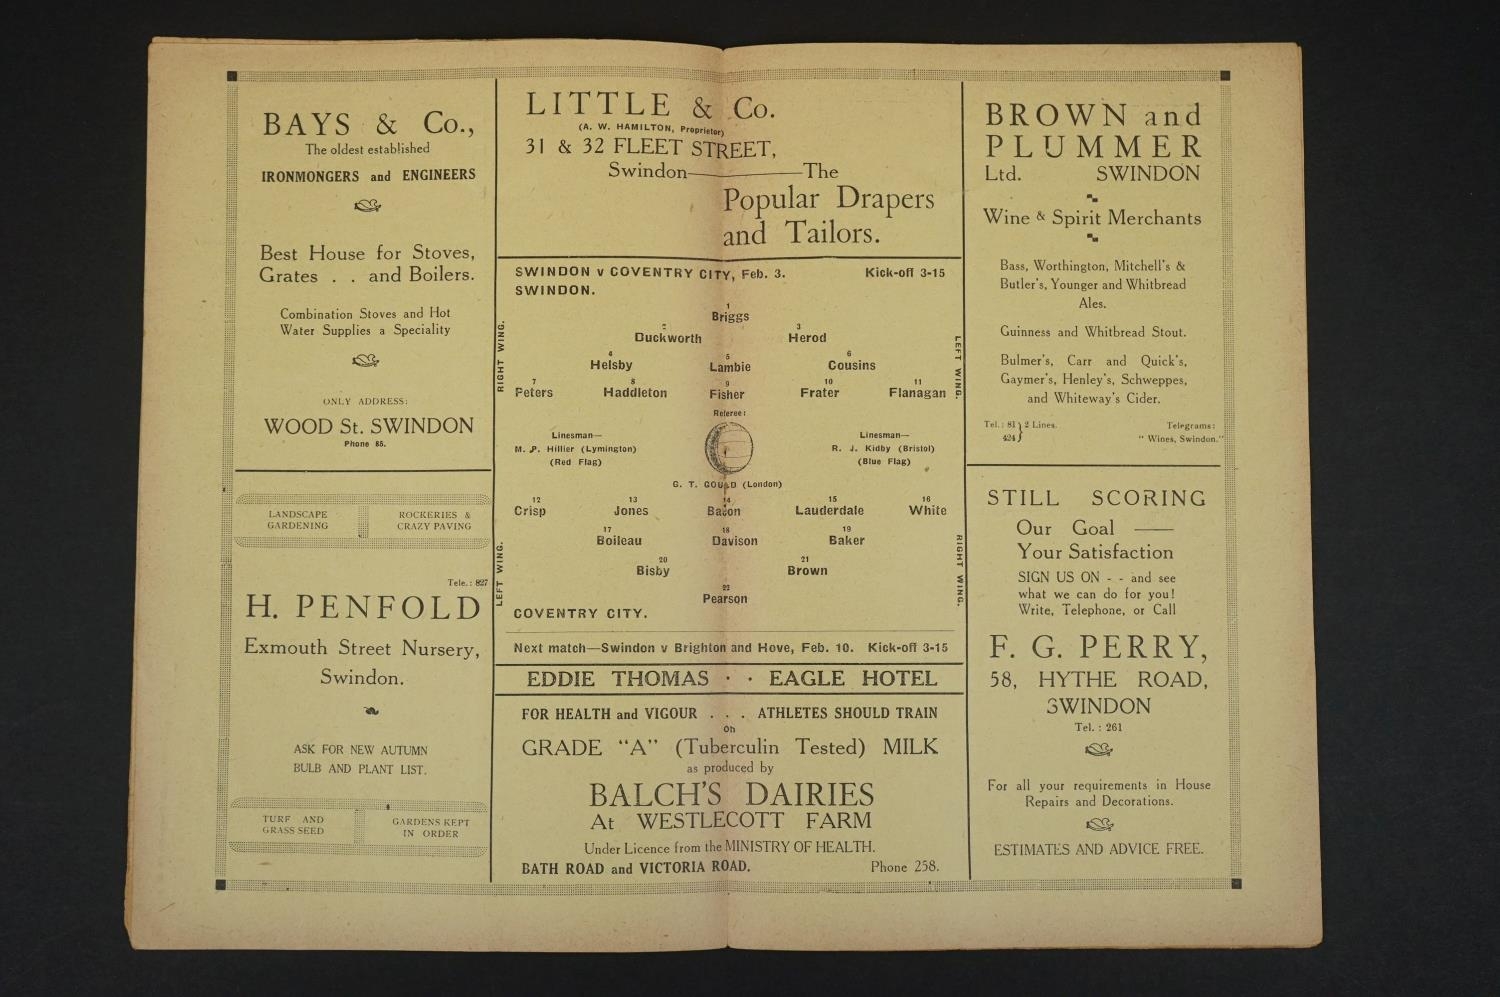 BAYS & Co.,
The oldest established
IRONMONGERS and ENGINEERS
Best House for Stoves,
Grates . . and Boilers.
Combination Stoves and Hot
Water Supplies a Speciality
ONLY ADDRESS:
WOOD St. SWINDON
Phone 85.
LANDSCAPE
GARDENING
ROCKERIES &
CRAZY PAVING
Tele.: 827
H. PENFOLD
Exmouth Street Nursery,
Swindon.
ASK FOR NEW AUTUMN
BULB AND PLANT LIST.
TURF AND
GRASS SEED
GARDENS KEPT
IN ORDER
LITTLE & Co.
(A. W. HAMILTON, Proprietor)
31 & 32 FLEET STREET,
Swindon——The
Popular Drapers
and Tailors.
SWINDON v COVENTRY CITY, Feb. 3. Kick-off 3-15
SWINDON.
1
Briggs
2 3
Duckworth Herod
RIGHT WING.
LEFT WING.
4 5 6
Helsby Lambie Cousins
7 8 9 10 11
Peters Haddleton Fisher Frater Flanagan
Referee:
Linesman— Linesman—
M. P. Hillier (Lymington) R. J. Kidby (Bristol)
(Red Flag) (Blue Flag)
G. T. GOULD (London)
12 13 14 15 16
Crisp Jones Bacon Lauderdale White
17 18 19
Boileau Davison Baker
LEFT WING.
RIGHT WING.
20 21
Bisby Brown
22
Pearson
COVENTRY CITY.
Next match—Swindon v Brighton and Hove, Feb. 10. Kick-off 3-15
EDDIE THOMAS · · EAGLE HOTEL
FOR HEALTH and VIGOUR . . . ATHLETES SHOULD TRAIN
on
GRADE "A" (Tuberculin Tested) MILK
as produced by
BALCH'S DAIRIES
At WESTLECOTT FARM
Under Licence from the MINISTRY OF HEALTH.
BATH ROAD and VICTORIA ROAD. Phone 258.
BROWN and
PLUMMER
Ltd. SWINDON
Wine & Spirit Merchants
Bass, Worthington, Mitchell's &
Butler's, Younger and Whitbread
Ales.
Guinness and Whitbread Stout.
Bulmer's, Carr and Quick's,
Gaymer's, Henley's, Schweppes,
and Whiteway's Cider.
Tel.: 81 } 2 Lines. Telegrams:
424 } "Wines, Swindon."
STILL SCORING
Our Goal ——
Your Satisfaction
SIGN US ON - - and see
what we can do for you!
Write, Telephone, or Call
F. G. PERRY,
58, HYTHE ROAD,
SWINDON
Tel. : 261
For all your requirements in House
Repairs and Decorations.
ESTIMATES AND ADVICE FREE.